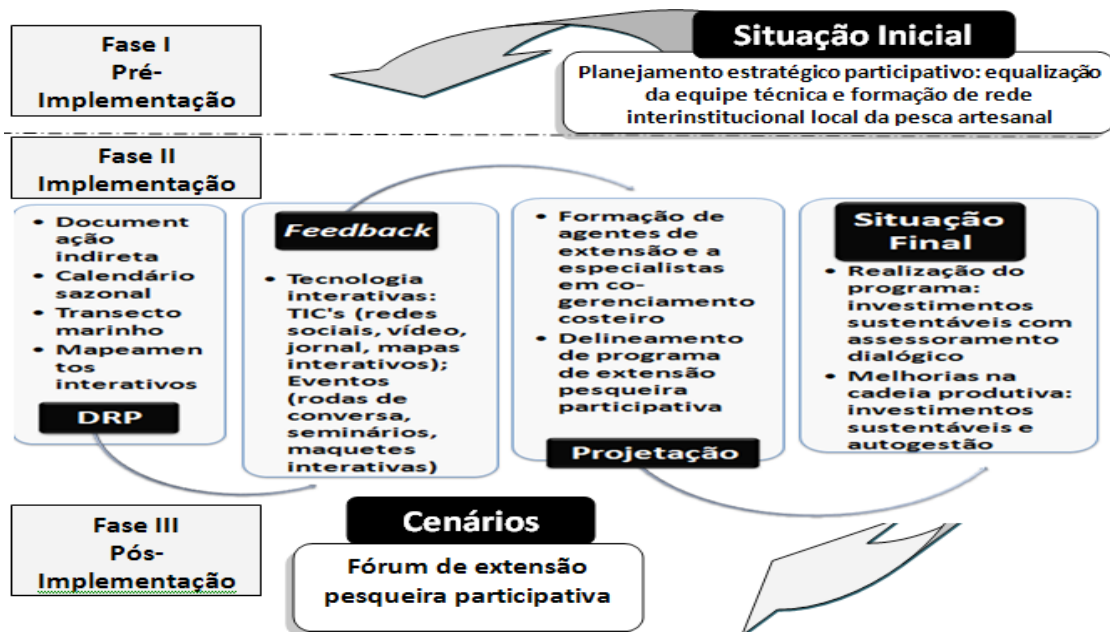 Fase I
Pré-
Implementação
Situação Inicial
Planejamento estratégico participativo: equalização
da equipe técnica e formação de rede
interinstitucional local da pesca artesanal
Fase II
Implementação
• Document
ação
indireta
• Calendário
sazonal
• Transecto
marinho
• Mapeamen
tos
interativos
DRP
Feedback
• Tecnologia
interativas:
TIC's (redes
sociais, vídeo,
jornal, mapas
interativos);
Eventos
(rodas de
conversa,
seminários,
maquetes
interativas)
• Formação de
agentes de
extensão e a
especialistas
em co-
gerenciamento
costeiro
• Delineamento
de programa
de extensão
pesqueira
participativa
Projetação
Situação
Final
• Realização do
programa:
investimentos
sustentáveis com
assessoramento
dialógico
• Melhorias na
cadeia produtiva:
investimentos
sustentáveis e
autogestão
Fase III
Pós-
Implementação
Cenários
Fórum de extensão
pesqueira participativa